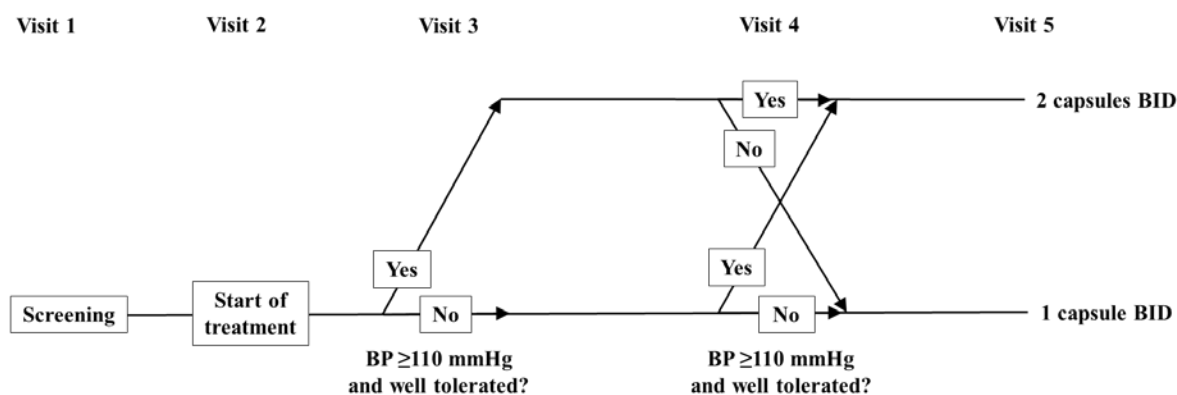 Visit 1
Visit 2
Visit 3
Visit 4
Visit 5
Yes
2 capsules BID
No
Yes
Yes
Screening
Start of
treatment
No
No
1 capsule BID
BP ≥110 mmHg
and well tolerated?
BP ≥110 mmHg
and well tolerated?